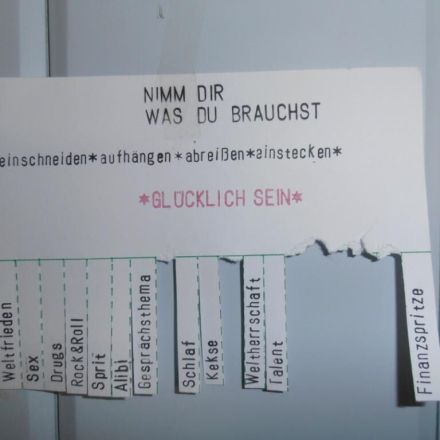 NIMM DIR
WAS DU BRAUCHST
einschneiden*aufhängen*abreißen*einstecken*
*GLÜCKLICH SEIN*
Weltfrieden
Sex
Drugs
Rock&Roll
Sprit
Alibi
Gesprächsthema
Schlaf
Kekse
Weltherrschaft
Talent
Finanzspritze